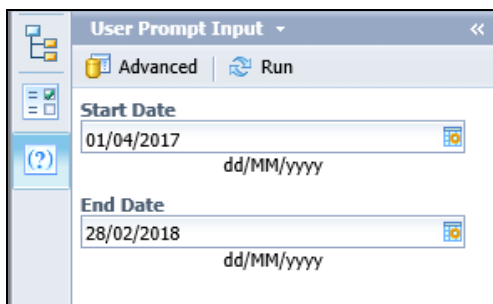 User Prompt Input
Advanced Run
Start Date
01/04/2017
dd/MM/yyyy
(?)
End Date
28/02/2018
dd/MM/yyyy